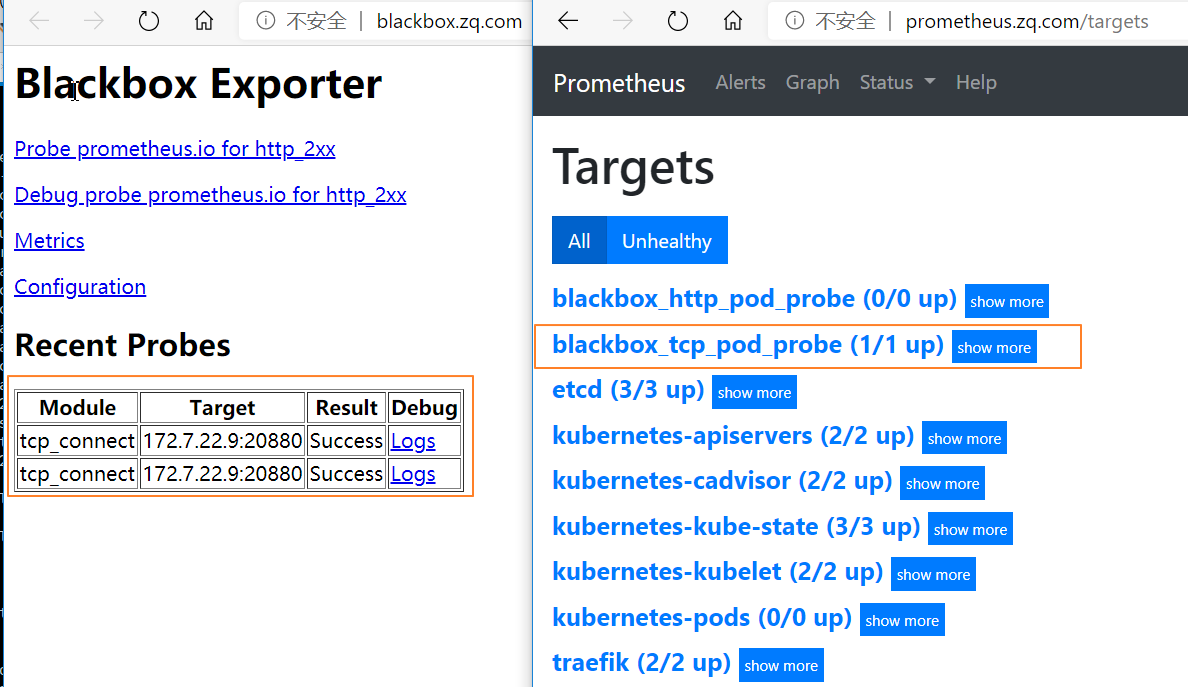 不安全 | blackbox.zq.com
Blackbox Exporter
Probe prometheus.io for http_2xx
Debug probe prometheus.io for http_2xx
Metrics
Configuration
Recent Probes
Module Target Result Debug
tcp_connect 172.7.22.9:20880 Success Logs
tcp_connect 172.7.22.9:20880 Success Logs
不安全 | prometheus.zq.com/targets
Prometheus Alerts Graph Status Help
Targets
All Unhealthy
blackbox_http_pod_probe (0/0 up) show more
blackbox_tcp_pod_probe (1/1 up) show more
etcd (3/3 up) show more
kubernetes-apiservers (2/2 up) show more
kubernetes-cadvisor (2/2 up) show more
kubernetes-kube-state (3/3 up) show more
kubernetes-kubelet (2/2 up) show more
kubernetes-pods (0/0 up) show more
traefik (2/2 up) show more